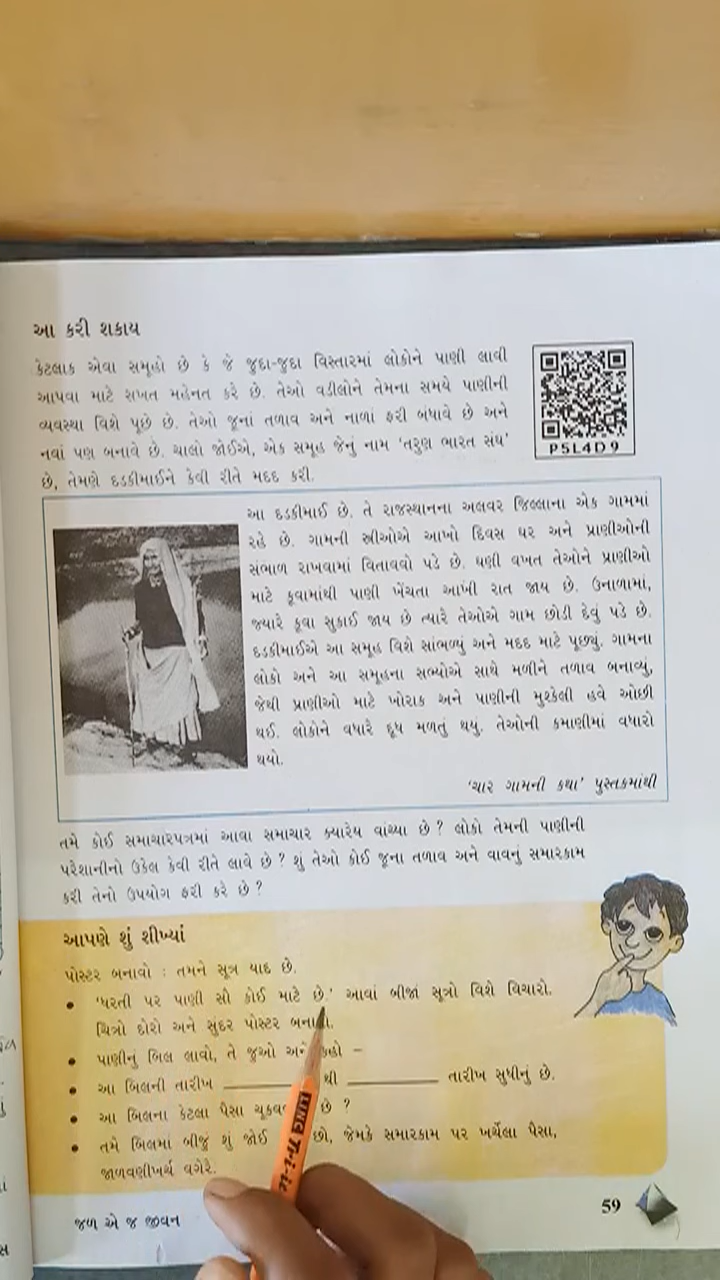 આ કરી શકાય
કેટલાક એવા સમૂહો છે કે જે જુદા-જુદા વિસ્તારમાં લોકોને પાણી લાવી
આપવા માટે સખત મહેનત કરે છે. તેઓ વડીલોને તેમના સમયે પાણીની
વ્યવસ્થા વિશે પૂછે છે. તેઓ જૂનાં તળાવ અને નાળાં ફરી બંધાવે છે અને
નવાં પણ બનાવે છે. ચાલો જોઈએ, એક સમૂહ જેનું નામ ‘તરુણ ભારત સંઘ’
છે, તેમણે દડકીમાઈને કેવી રીતે મદદ કરી.
P5L4D9
આ દડકીમાઈ છે. તે રાજસ્થાનના અલવર જિલ્લાના એક ગામમાં
રહે છે. ગામની સ્ત્રીઓએ આખો દિવસ ઘર અને પ્રાણીઓની
સંભાળ રાખવામાં વિતાવવો પડે છે. ઘણી વખત તેઓને પ્રાણીઓ
માટે કૂવામાંથી પાણી ખેંચતા આખી રાત જાય છે. ઉનાળામાં,
જ્યારે કૂવા સુકાઈ જાય છે ત્યારે તેઓએ ગામ છોડી દેવું પડે છે.
દડકીમાઈએ આ સમૂહ વિશે સાંભળ્યું અને મદદ માટે પૂછ્યું. ગામના
લોકો અને આ સમૂહના સભ્યોએ સાથે મળીને તળાવ બનાવ્યું,
જેથી પ્રાણીઓ માટે ખોરાક અને પાણીની મુશ્કેલી હવે ઓછી
થઈ. લોકોને વધારે દૂધ મળતું થયું. તેઓની કમાણીમાં વધારો
થયો.
‘ચાર ગામની કથા’ પુસ્તકમાંથી
તમે કોઈ સમાચારપત્રમાં આવા સમાચાર ક્યારેય વાંચ્યા છે ? લોકો તેમની પાણીની
પરેશાનીનો ઉકેલ કેવી રીતે લાવે છે ? શું તેઓ કોઈ જૂના તળાવ અને વાવનું સમારકામ
કરી તેનો ઉપયોગ ફરી કરે છે ?
આપણે શું શીખ્યાં
પોસ્ટર બનાવો : તમને સૂત્ર યાદ છે.
• ‘ધરતી પર પાણી સૌ કોઈ માટે છે.’ આવાં બીજાં સૂત્રો વિશે વિચારો.
ચિત્રો દોરો અને સુંદર પોસ્ટર
• પાણીનું બિલ લાવો, તે જુઓ –
• આ બિલની તારીખ ________ થી ________ તારીખ સુધીનું છે.
• આ બિલના કેટલા પૈસા છે ?
• તમે બિલમાં બીજું શું જોઈ છો, જેમકે સમારકામ પર ખર્ચેલા પૈસા,
જાળવણીખર્ચ વગેરે.
જળ એ જ જીવન
59